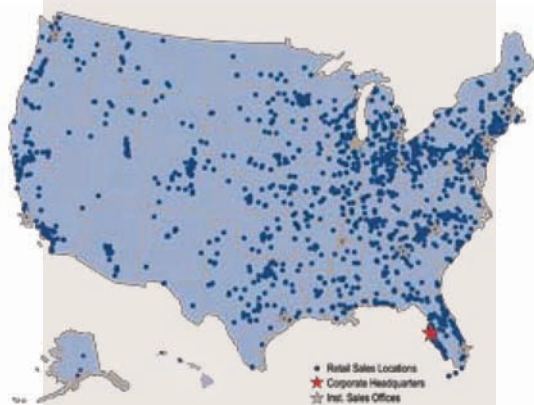 Retail Sales Locations
Corporate Headquarters
Inst. Sales Offices